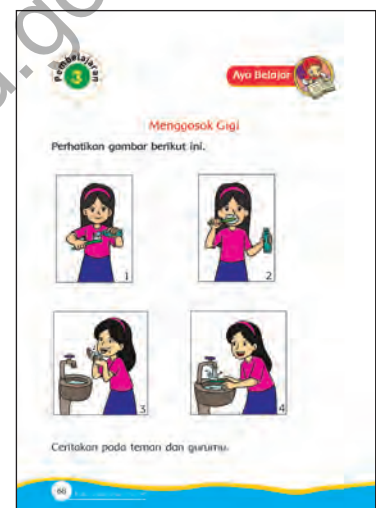 Pembelajaran
3
Ayo Belajar
Menggosok Gigi
Perhatikan gambar berikut ini.
1
2
3
4
Ceritakan pada teman dan gurumu.
66